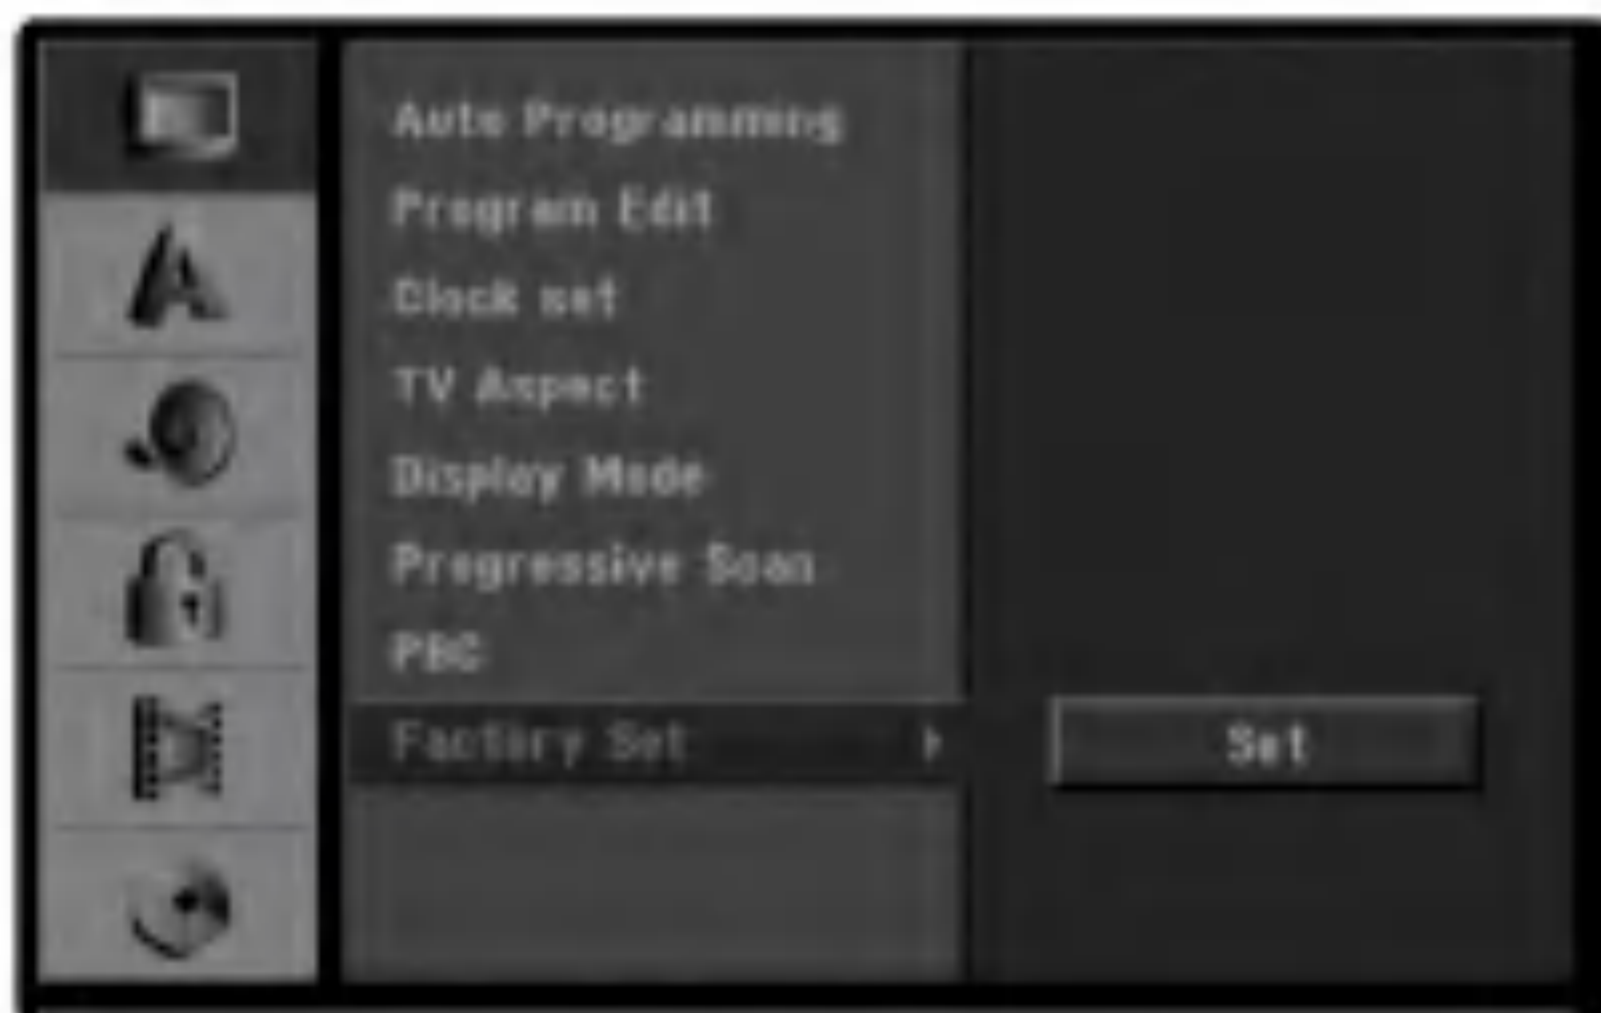 Auto Programming
Program Edit
Clock set
TV Aspect
Display Mode
Progressive Scan
PBC
Factory Set
Set